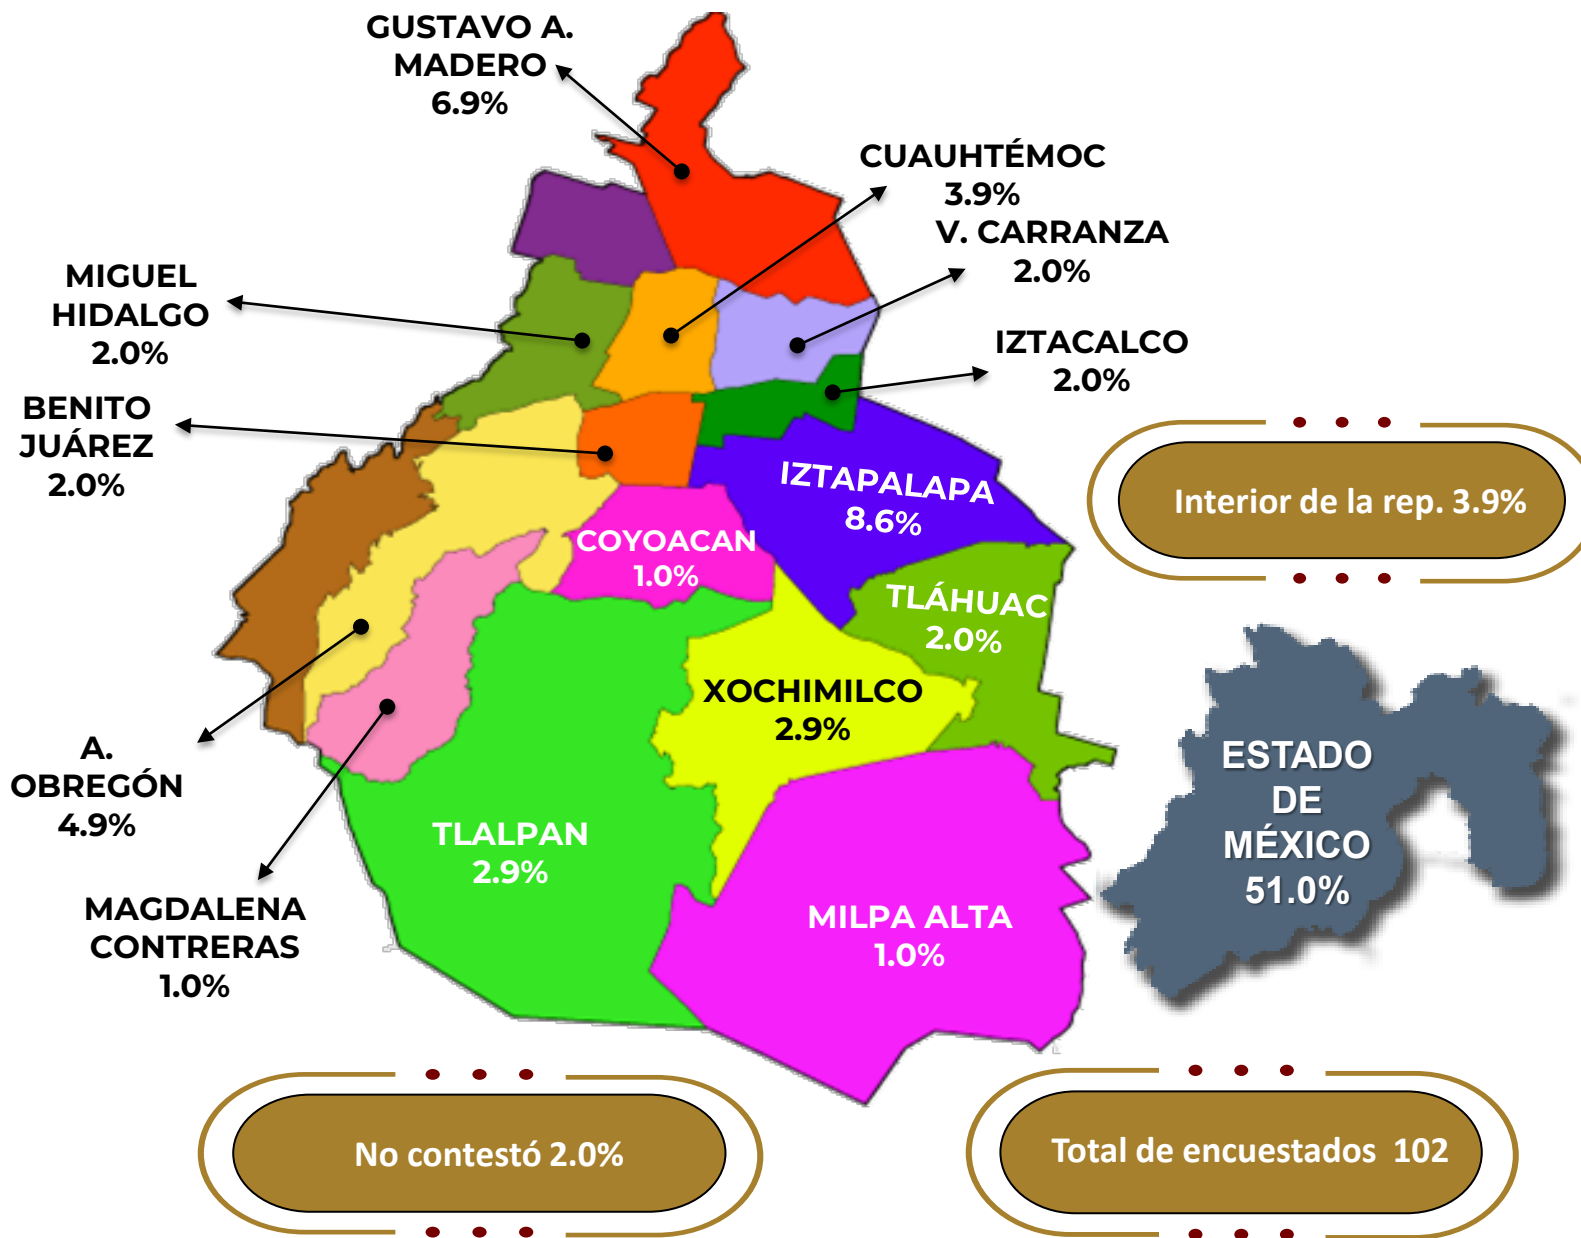 GUSTAVO A.
MADERO
6.9%
CUAUHTÉMOC
3.9%
V. CARRANZA
2.0%
MIGUEL
HIDALGO
2.0%
IZTACALCO
2.0%
BENITO
JUÁREZ
2.0%
IZTAPALAPA
8.6%
Interior de la rep. 3.9%
COYOACAN
1.0%
TLÁHUAC
2.0%
XOCHIMILCO
2.9%
A.
OBREGÓN
4.9%
ESTADO
DE
MÉXICO
51.0%
TLALPAN
2.9%
MAGDALENA
CONTRERAS
1.0%
MILPA ALTA
1.0%
No contestó 2.0%
Total de encuestados 102